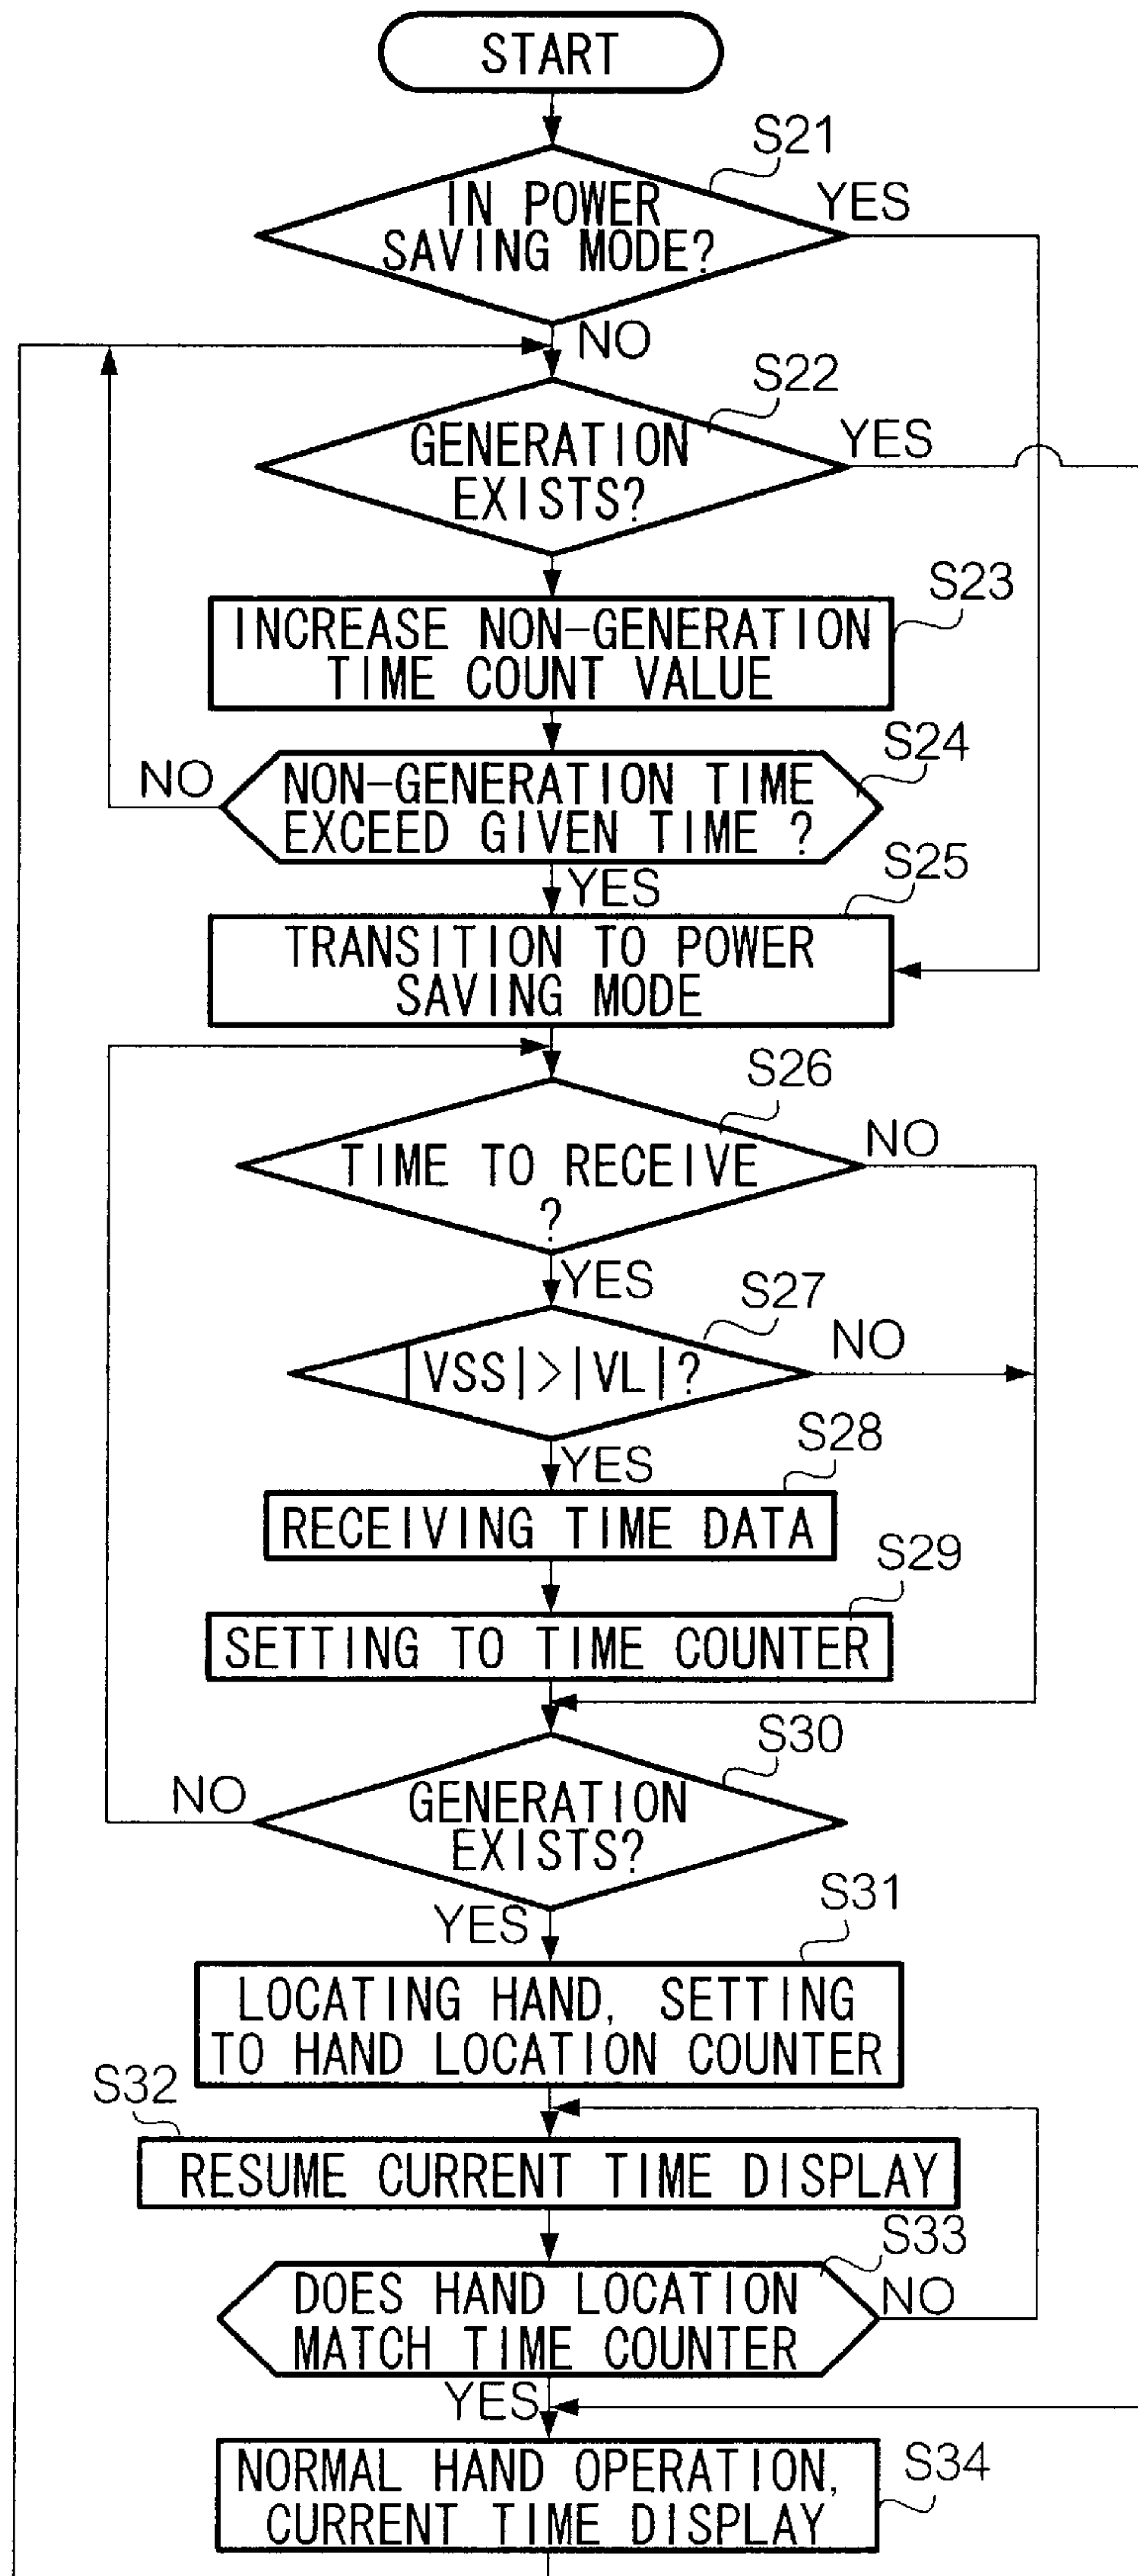 START
S21
IN POWER
SAVING MODE?
YES
NO
S22
GENERATION
EXISTS?
YES
S23
INCREASE NON-GENERATION
TIME COUNT VALUE
S24
NO
NON-GENERATION TIME
EXCEED GIVEN TIME ?
YES
S25
TRANSITION TO POWER
SAVING MODE
S26
NO
TIME TO RECEIVE
?
YES
S27
NO
|VSS|>|VL|?
YES
S28
RECEIVING TIME DATA
S29
SETTING TO TIME COUNTER
S30
NO
GENERATION
EXISTS?
YES
S31
LOCATING HAND, SETTING
TO HAND LOCATION COUNTER
S32
RESUME CURRENT TIME DISPLAY
S33
DOES HAND LOCATION
MATCH TIME COUNTER
NO
YES
S34
NORMAL HAND OPERATION,
CURRENT TIME DISPLAY